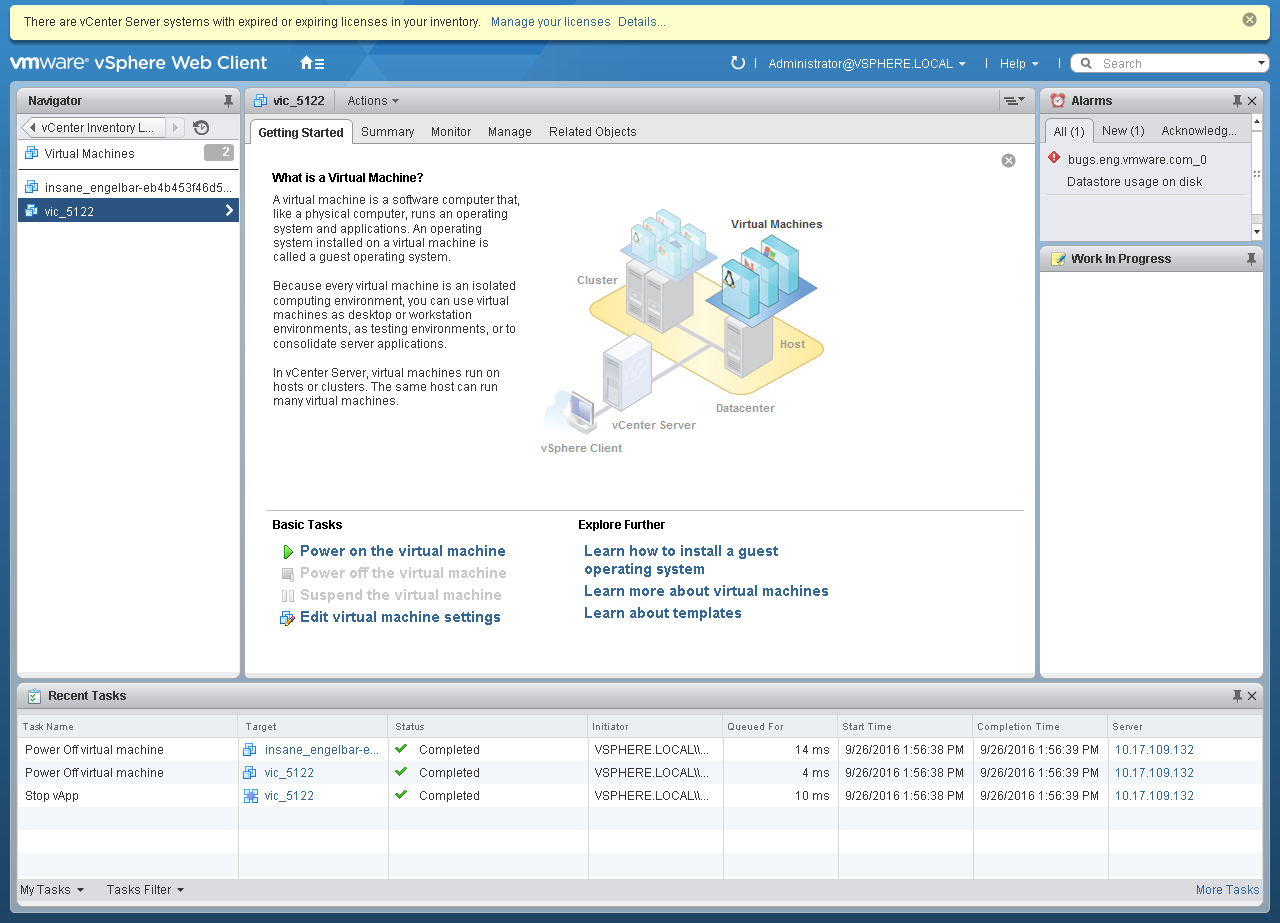 There are vCenter Server systems with expired or expiring licenses in your inventory. Manage your licenses Details...
vmware® vSphere Web Client
Administrator@VSPHERE.LOCAL Help Search
Navigator
vCenter Inventory L...
Virtual Machines 2
insane_engelbar-eb4b453f46d5...
vic_5122
vic_5122 Actions
Getting Started Summary Monitor Manage Related Objects
What is a Virtual Machine?
A virtual machine is a software computer that,
like a physical computer, runs an operating
system and applications. An operating
system installed on a virtual machine is
called a guest operating system.
Because every virtual machine is an isolated
computing environment, you can use virtual
machines as desktop or workstation
environments, as testing environments, or to
consolidate server applications.
In vCenter Server, virtual machines run on
hosts or clusters. The same host can run
many virtual machines.
Virtual Machines
Cluster
Host
Datacenter
vCenter Server
vSphere Client
Basic Tasks
Power on the virtual machine
Power off the virtual machine
Suspend the virtual machine
Edit virtual machine settings
Explore Further
Learn how to install a guest
operating system
Learn more about virtual machines
Learn about templates
Alarms
All (1) New (1) Acknowledg...
bugs.eng.vmware.com_0
Datastore usage on disk
Work In Progress
Recent Tasks
Task Name Target Status Initiator Queued For Start Time Completion Time Server
Power Off virtual machine insane_engelbar-e... Completed VSPHERE.LOCAL\\... 14 ms 9/26/2016 1:56:38 PM 9/26/2016 1:56:39 PM 10.17.109.132
Power Off virtual machine vic_5122 Completed VSPHERE.LOCAL\\... 4 ms 9/26/2016 1:56:38 PM 9/26/2016 1:56:39 PM 10.17.109.132
Stop vApp vic_5122 Completed VSPHERE.LOCAL\\... 10 ms 9/26/2016 1:56:38 PM 9/26/2016 1:56:39 PM 10.17.109.132
My Tasks Tasks Filter More Tasks